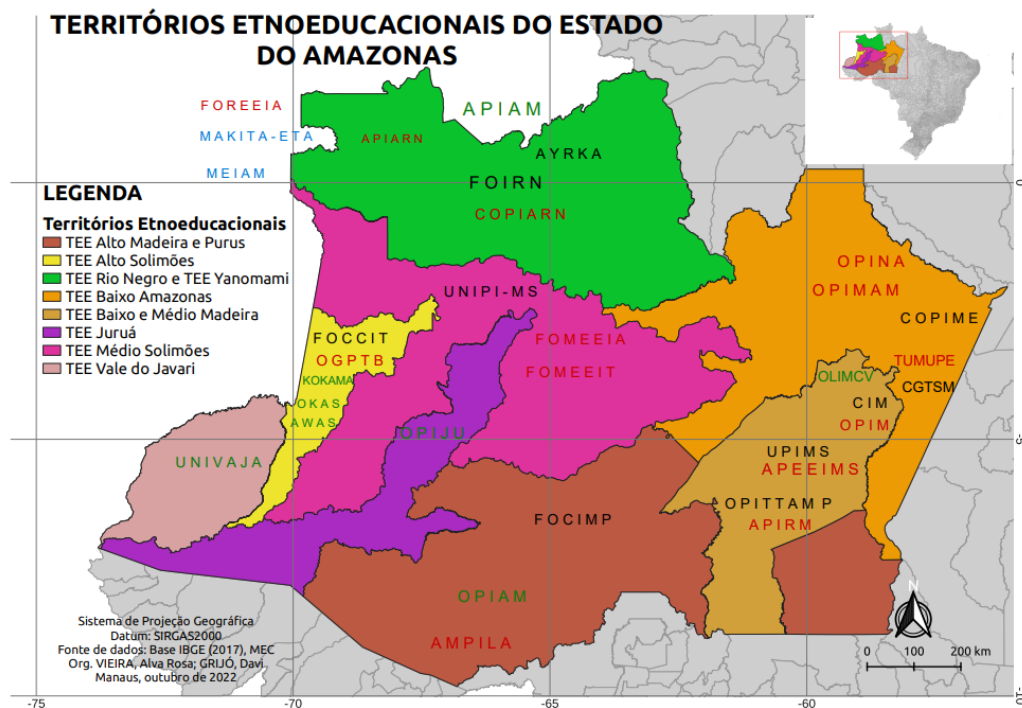 TERRITÓRIOS ETNOEDUCACIONAIS DO ESTADO
DO AMAZONAS
FOREEIA
MAKITA-ETA
MEIAM
APIAM
APIARN
AYRKA
FOIRN
COPIARN
LEGENDA
Territórios Etnoeducacionais
TEE Alto Madeira e Purus
TEE Alto Solimões
TEE Rio Negro e TEE Yanomami
TEE Baixo Amazonas
TEE Baixo e Médio Madeira
TEE Juruá
TEE Médio Solimões
TEE Vale do Javari
UNIPI-MS
FOCCIT
OGPTB
KOKAMA
OKAS
AWAS
FOMEEIA
FOMEEIT
OPINA
OPIMAM
COPIME
TUMUPE
CGTSM
OLIMCV
CIM
OPIM
OPIJU
UNIVAJA
UPIMS
APEEIMS
OPITTAMP
APIRM
FOCIMP
OPIAM
AMPILA
Sistema de Projeção Geográfica
Datum: SIRGAS2000
Fonte de dados: Base IBGE (2017), MEC
Org. VIEIRA, Alva Rosa; GRIJÓ, Davi.
Manaus, outubro de 2022
N
0 100 200 km
0
-5
-10
-75 -70 -65 -60